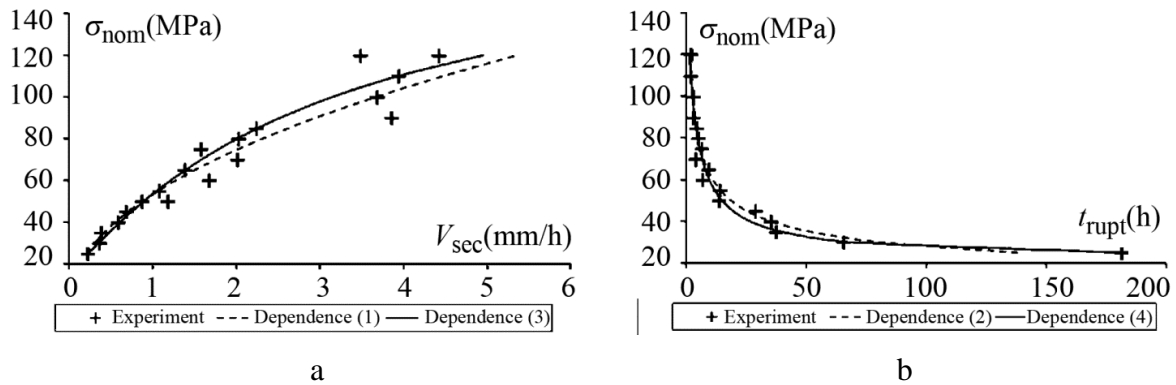 σnom(MPa)
140
120
100
80
60
40
20
0
1
2
3
4
5
6
Vsec(mm/h)
Experiment
Dependence (1)
Dependence (3)
a
σnom(MPa)
140
120
100
80
60
40
20
0
50
100
150
200
trupt(h)
Experiment
Dependence (2)
Dependence (4)
b